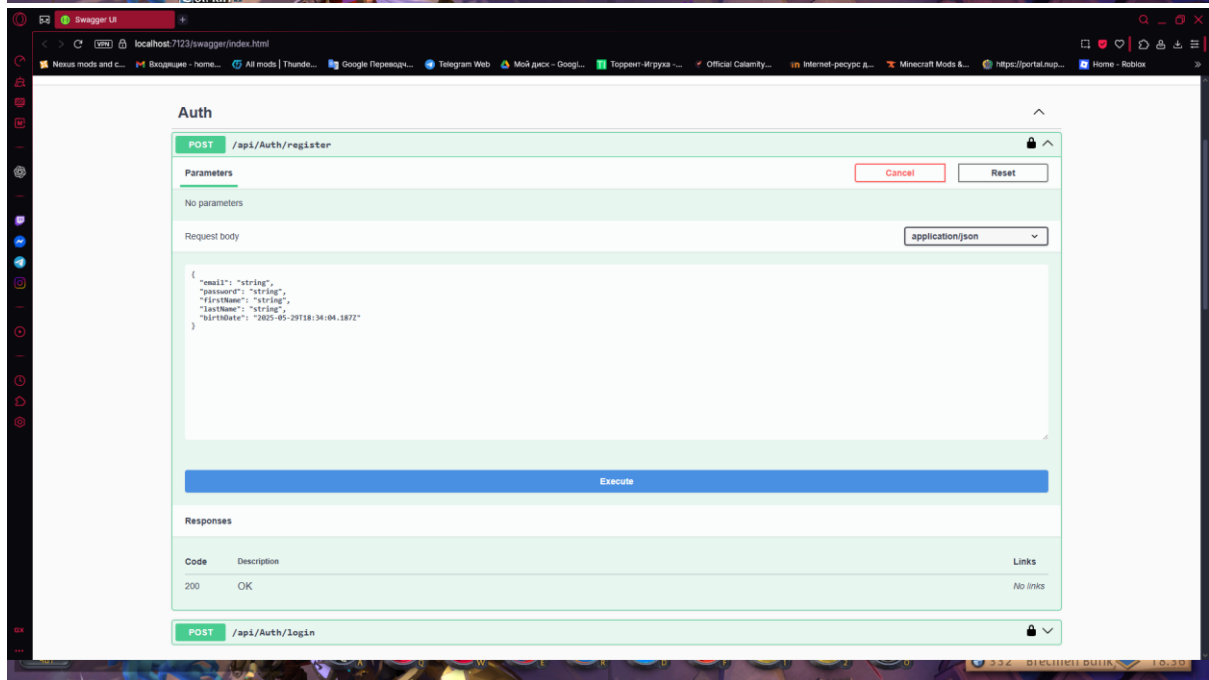 Swagger UI
VPN localhost:7123/swagger/index.html
Nexus mods and c... Входящие – home... All mods | Thunde... Google Переводч... Telegram Web Мой диск – Googl... Торрент-Игруха -... Official Calamity... Internet-ресурс д... Minecraft Mods &... https://portal.nup... Home - Roblox
Auth
POST /api/Auth/register
Parameters Cancel Reset
No parameters
Request body application/json
{
"email": "string",
"password": "string",
"firstName": "string",
"lastName": "string",
"birthDate": "2025-05-29T18:34:04.187Z"
}
Execute
Responses
Code Description Links
200 OK No links
POST /api/Auth/login